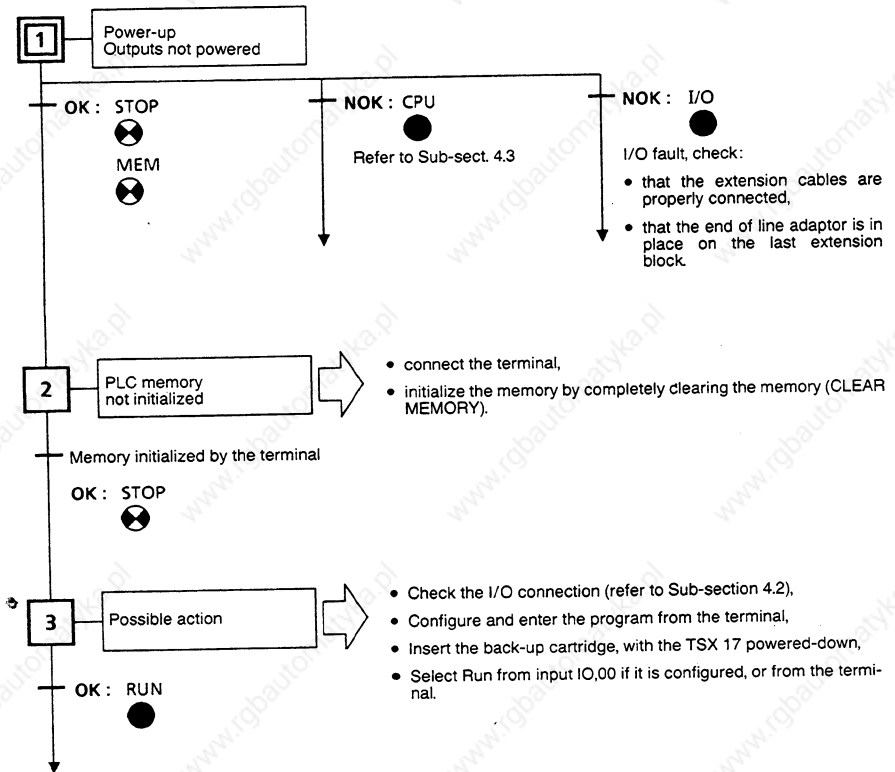 1
Power-up
Outputs not powered
OK : STOP
MEM
NOK : CPU
Refer to Sub-sect. 4.3
NOK : I/O
I/O fault, check:
• that the extension cables are
properly connected,
• that the end of line adaptor is in
place on the last extension
block.
2
PLC memory
not initialized
• connect the terminal,
• initialize the memory by completely clearing the memory (CLEAR
MEMORY).
Memory initialized by the terminal
OK : STOP
3
Possible action
• Check the I/O connection (refer to Sub-section 4.2),
• Configure and enter the program from the terminal,
• Insert the back-up cartridge, with the TSX 17 powered-down,
• Select Run from input IO,00 if it is configured, or from the termi-
nal.
OK : RUN
www.rgbautomatyka.pl